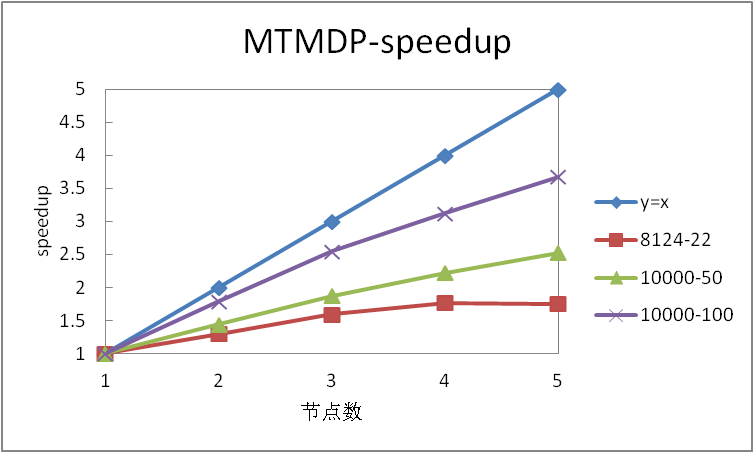 MTMDP-speedup
5
4.5
4
3.5
3
2.5
2
1.5
1
speedup
1 2 3 4 5
节点数
y=x
8124-22
10000-50
10000-100